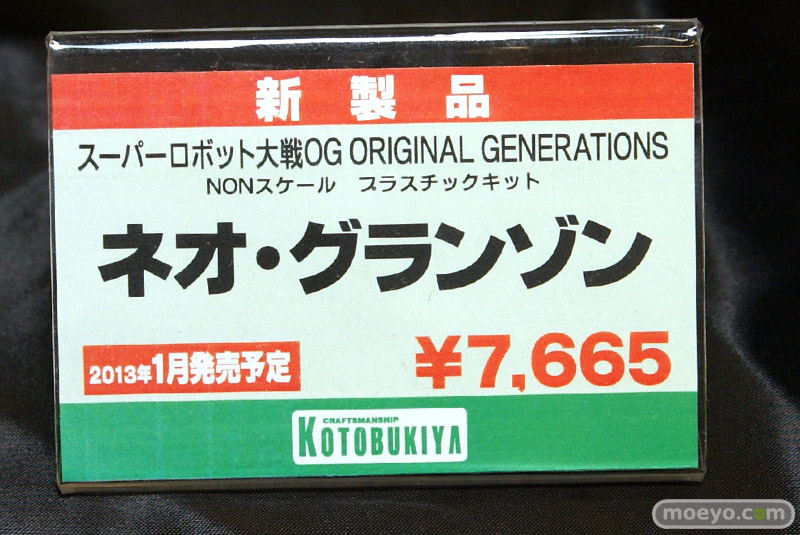 新製品
スーパーロボット大戦OG ORIGINAL GENERATIONS
NONスケール　プラスチックキット
ネオ・グランゾン
2013年1月発売予定
¥7,665
CRAFTSMANSHIP
KOTOBUKIYA
moeyo.com